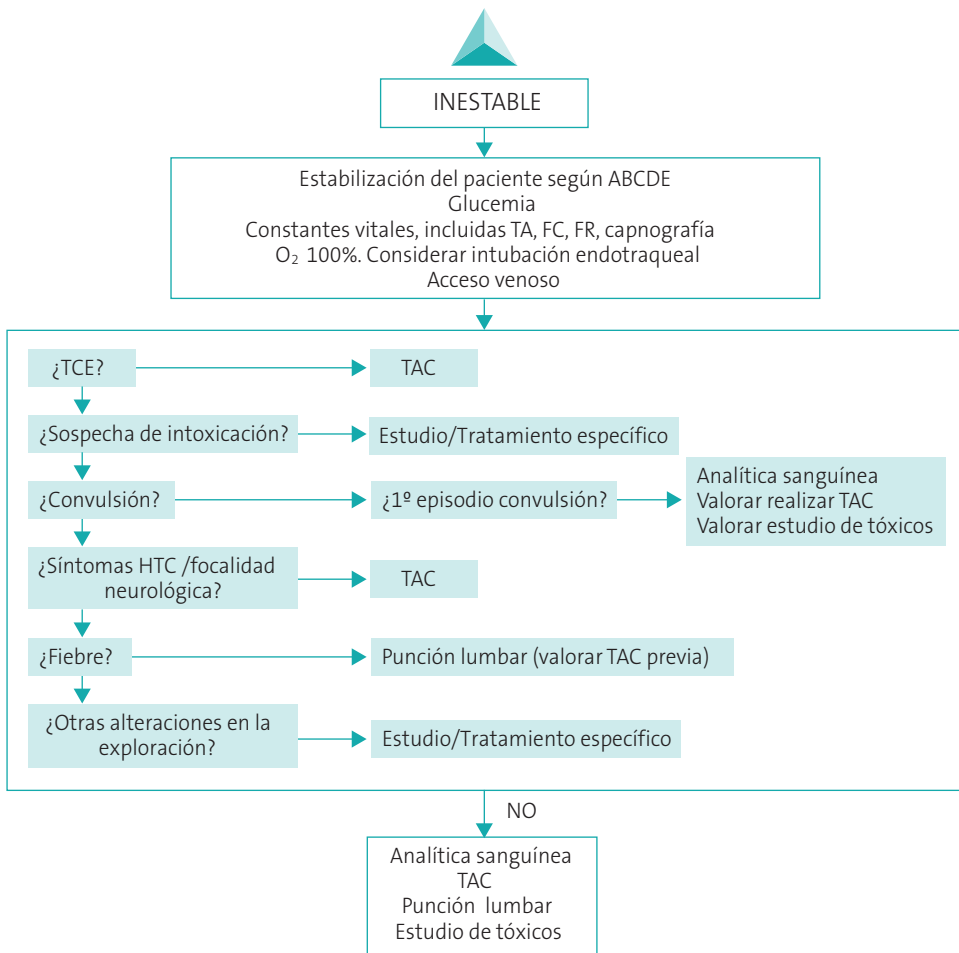 INESTABLE
Estabilización del paciente según ABCDE
Glucemia
Constantes vitales, incluidas TA, FC, FR, capnografía
O₂ 100%. Considerar intubación endotraqueal
Acceso venoso
¿TCE?
TAC
¿Sospecha de intoxicación?
Estudio/Tratamiento específico
¿Convulsión?
¿1º episodio convulsión?
Analítica sanguínea
Valorar realizar TAC
Valorar estudio de tóxicos
¿Síntomas HTC /focalidad
neurológica?
TAC
¿Fiebre?
Punción lumbar (valorar TAC previa)
¿Otras alteraciones en la
exploración?
Estudio/Tratamiento específico
NO
Analítica sanguínea
TAC
Punción lumbar
Estudio de tóxicos